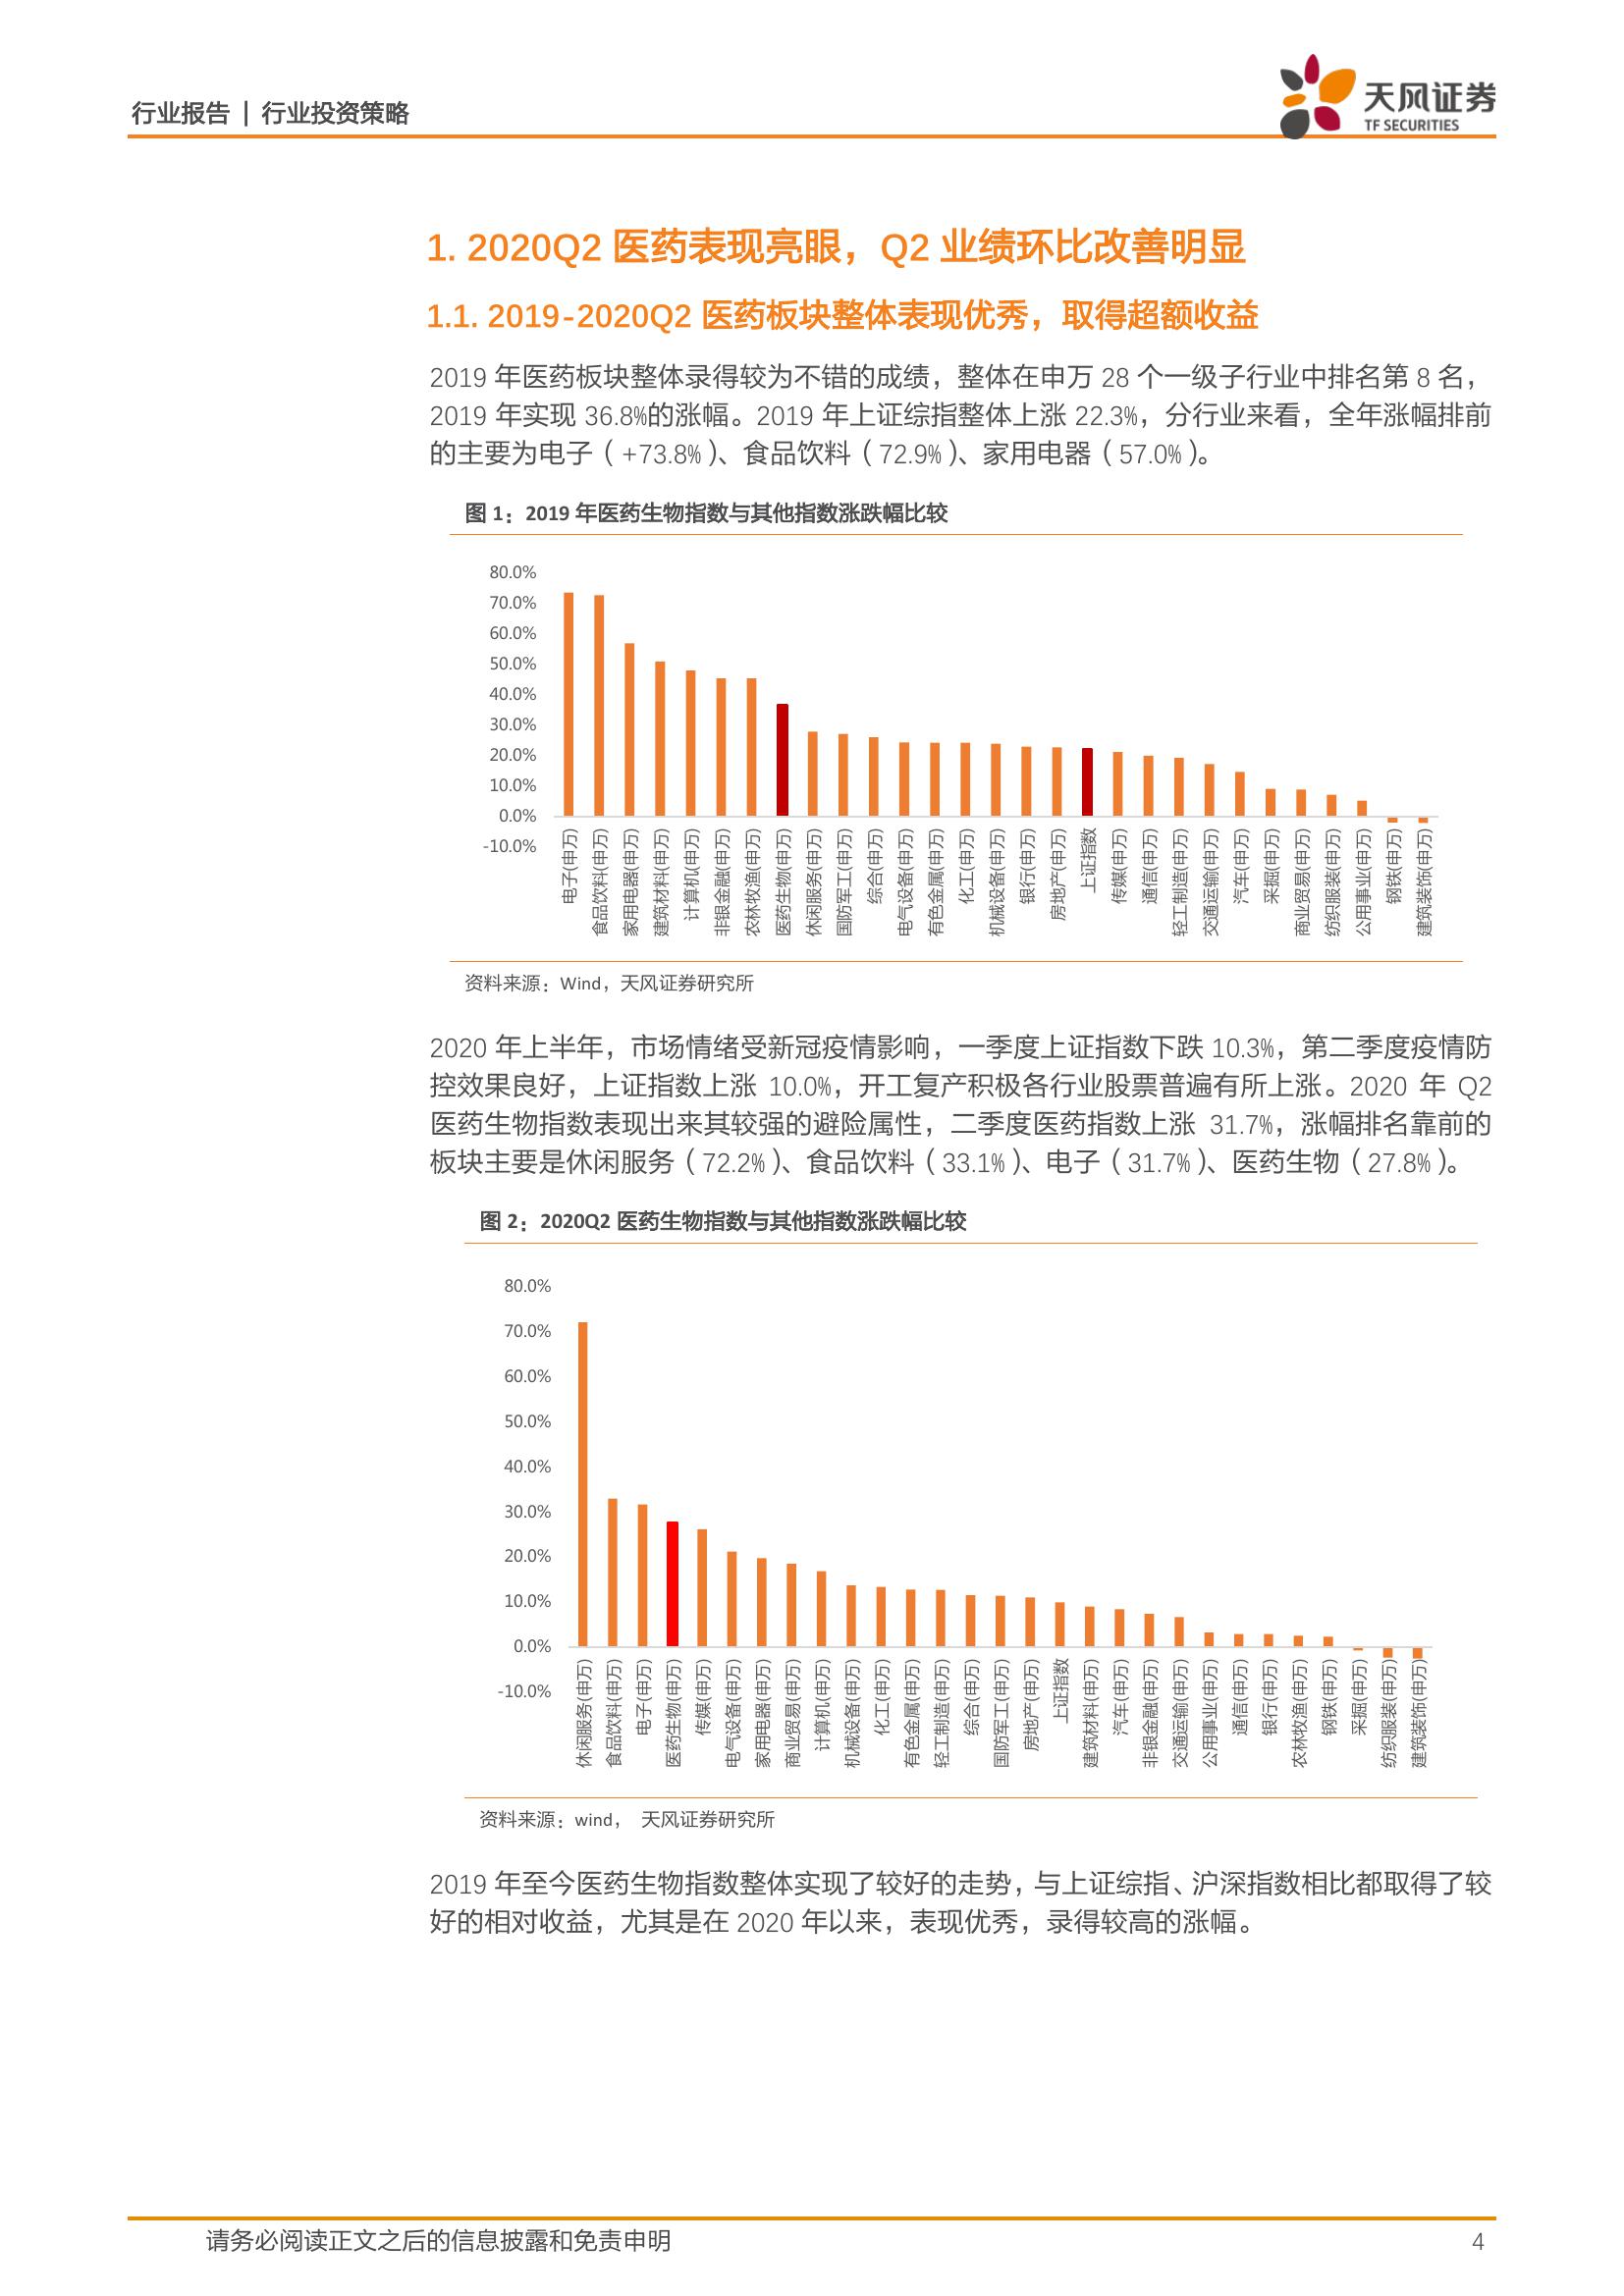 行业报告 | 行业投资策略
天风证券
TF SECURITIES
1. 2020Q2 医药表现亮眼，Q2 业绩环比改善明显
1.1. 2019-2020Q2 医药板块整体表现优秀，取得超额收益
2019 年医药板块整体录得较为不错的成绩，整体在申万 28 个一级子行业中排名第 8 名，
2019 年实现 36.8%的涨幅。2019 年上证综指整体上涨 22.3%，分行业来看，全年涨幅排前
的主要为电子（+73.8%）、食品饮料（72.9%）、家用电器（57.0%）。
图 1：2019 年医药生物指数与其他指数涨跌幅比较
80.0%
70.0%
60.0%
50.0%
40.0%
30.0%
20.0%
10.0%
0.0%
-10.0%
电子(申万)
食品饮料(申万)
家用电器(申万)
建筑材料(申万)
计算机(申万)
非银金融(申万)
农林牧渔(申万)
医药生物(申万)
休闲服务(申万)
国防军工(申万)
综合(申万)
电气设备(申万)
有色金属(申万)
化工(申万)
机械设备(申万)
银行(申万)
房地产(申万)
上证指数
传媒(申万)
通信(申万)
轻工制造(申万)
交通运输(申万)
汽车(申万)
采掘(申万)
商业贸易(申万)
纺织服装(申万)
公用事业(申万)
钢铁(申万)
建筑装饰(申万)
资料来源：Wind，天风证券研究所
2020 年上半年，市场情绪受新冠疫情影响，一季度上证指数下跌 10.3%，第二季度疫情防
控效果良好，上证指数上涨 10.0%，开工复产积极各行业股票普遍有所上涨。2020 年 Q2
医药生物指数表现出来其较强的避险属性，二季度医药指数上涨 31.7%，涨幅排名靠前的
板块主要是休闲服务（72.2%）、食品饮料（33.1%）、电子（31.7%）、医药生物（27.8%）。
图 2：2020Q2 医药生物指数与其他指数涨跌幅比较
80.0%
70.0%
60.0%
50.0%
40.0%
30.0%
20.0%
10.0%
0.0%
-10.0%
休闲服务(申万)
食品饮料(申万)
电子(申万)
医药生物(申万)
传媒(申万)
电气设备(申万)
家用电器(申万)
商业贸易(申万)
计算机(申万)
机械设备(申万)
化工(申万)
有色金属(申万)
轻工制造(申万)
综合(申万)
国防军工(申万)
房地产(申万)
上证指数
建筑材料(申万)
汽车(申万)
非银金融(申万)
交通运输(申万)
公用事业(申万)
通信(申万)
银行(申万)
农林牧渔(申万)
钢铁(申万)
采掘(申万)
纺织服装(申万)
建筑装饰(申万)
资料来源：wind， 天风证券研究所
2019 年至今医药生物指数整体实现了较好的走势，与上证综指、沪深指数相比都取得了较
好的相对收益，尤其是在 2020 年以来，表现优秀，录得较高的涨幅。
请务必阅读正文之后的信息披露和免责申明
4